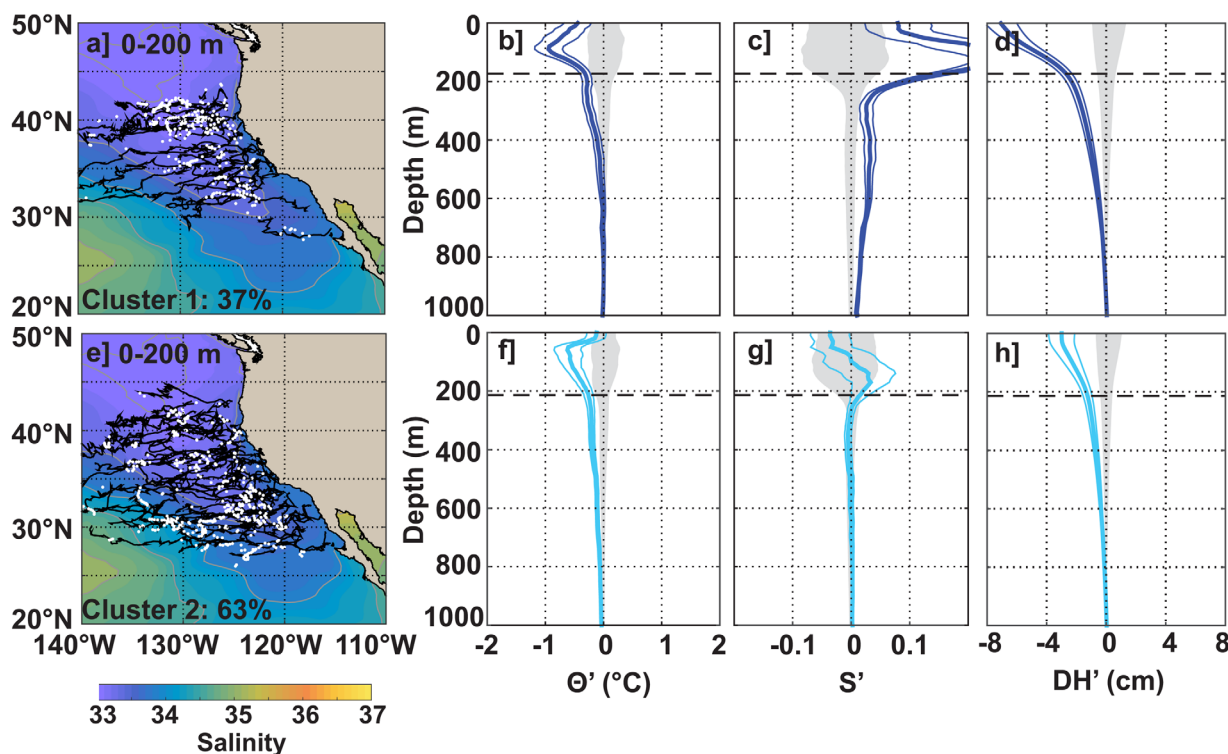 50°N
a] 0-200 m
40°N
30°N
20°N
Cluster 1: 37%
Depth (m)
0
200
400
600
800
1000
b]
c]
d]
50°N
e] 0-200 m
40°N
30°N
20°N
Cluster 2: 63%
140°W 130°W 120°W 110°W
Depth (m)
0
200
400
600
800
1000
f]
g]
h]
-2 -1 0 1 2
Θ' (°C)
-0.1 0 0.1
S'
-8 -4 0 4 8
DH' (cm)
33 34 35 36 37
Salinity